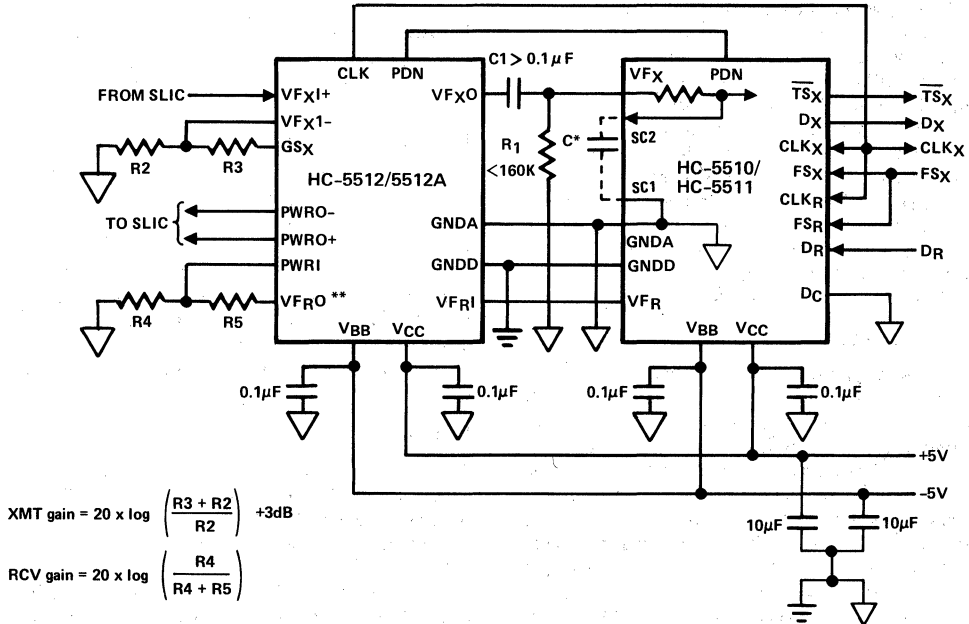 CLK PDN
C1 > 0.1 μF
VFX PDN
FROM SLIC
VFXI+
VFXO
TSX
TSX
VFX1-
DX
DX
GSX
R2 R3
R1
<160K
C*
SC2
CLKX
CLKX
HC-5512/5512A
HC-5510/
HC-5511
FSX
FSX
SC1
CLKR
TO SLIC
PWRO-
PWRO+
GNDA
GNDA
FSR
DR
DR
PWRI
GNDD
GNDD
VFRO **
VFRI
VFR
DC
R4 R5
VBB VCC
VBB VCC
0.1μF
0.1μF
0.1μF
0.1μF
+5V
-5V
XMT gain = 20 x log (R3 + R2 / R2) +3dB
10μF
10μF
RCV gain = 20 x log (R4 / R4 + R5)